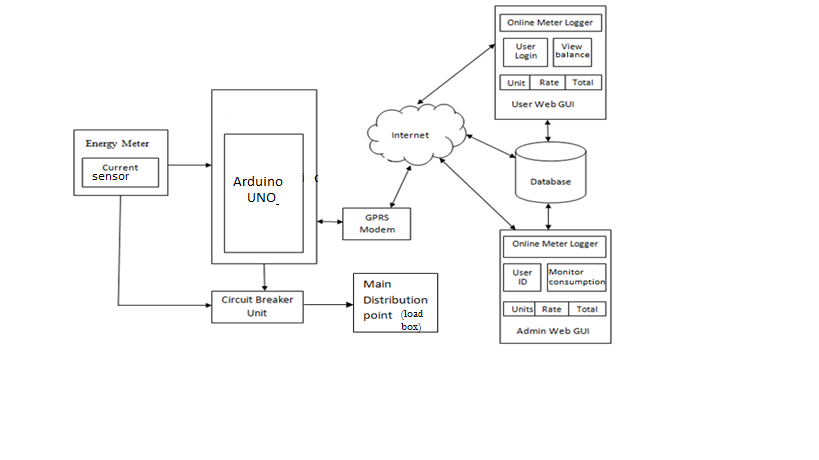 Energy Meter
Current
sensor
Arduino
UNO
Circuit Breaker
Unit
Main
Distribution
point (load
box)
GPRS
Modem
Internet
Online Meter Logger
User
Login
View
balance
Unit Rate Total
User Web GUI
Database
Online Meter Logger
User
ID
Monitor
consumption
Units Rate Total
Admin Web GUI